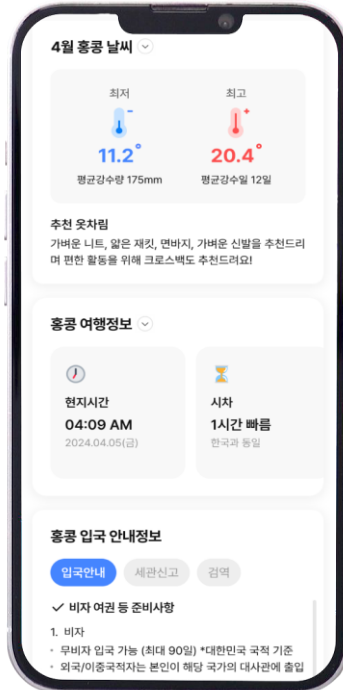 4월 홍콩 날씨
최저
최고
11.2°
20.4°
평균강수량 175mm
평균강수일 12일
추천 옷차림
가벼운 니트, 얇은 재킷, 면바지, 가벼운 신발을 추천드리
며 편한 활동을 위해 크로스백도 추천드려요!
홍콩 여행정보
현지시간
04:09 AM
2024.04.05(금)
시차
1시간 빠름
한국과 동일
홍콩 입국 안내정보
입국안내
세관신고
검역
✓ 비자 여권 등 준비사항
1. 비자
• 무비자 입국 가능 (최대 90일) *대한민국 국적 기준
• 외국/이중국적자는 본인이 해당 국가의 대사관에 출입